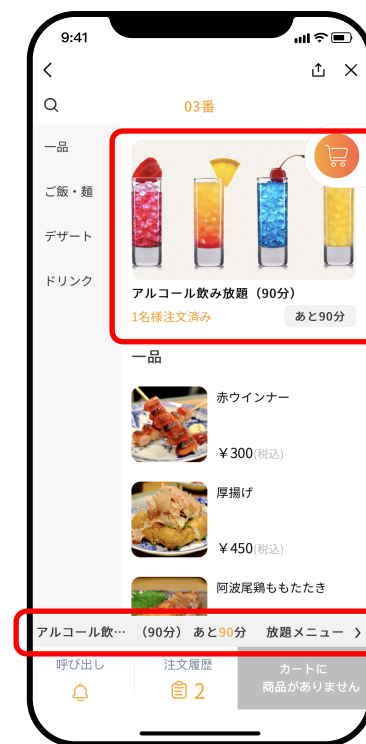 9:41
03番
一品
ご飯・麺
デザート
ドリンク
アルコール飲み放題（90分）
1名様注文済み
あと90分
一品
赤ウインナー
￥300(税込)
厚揚げ
￥450(税込)
阿波尾鶏ももたたき
アルコール飲… （90分） あと90分 放題メニュー
呼び出し
注文履歴
2
カートに
商品がありません